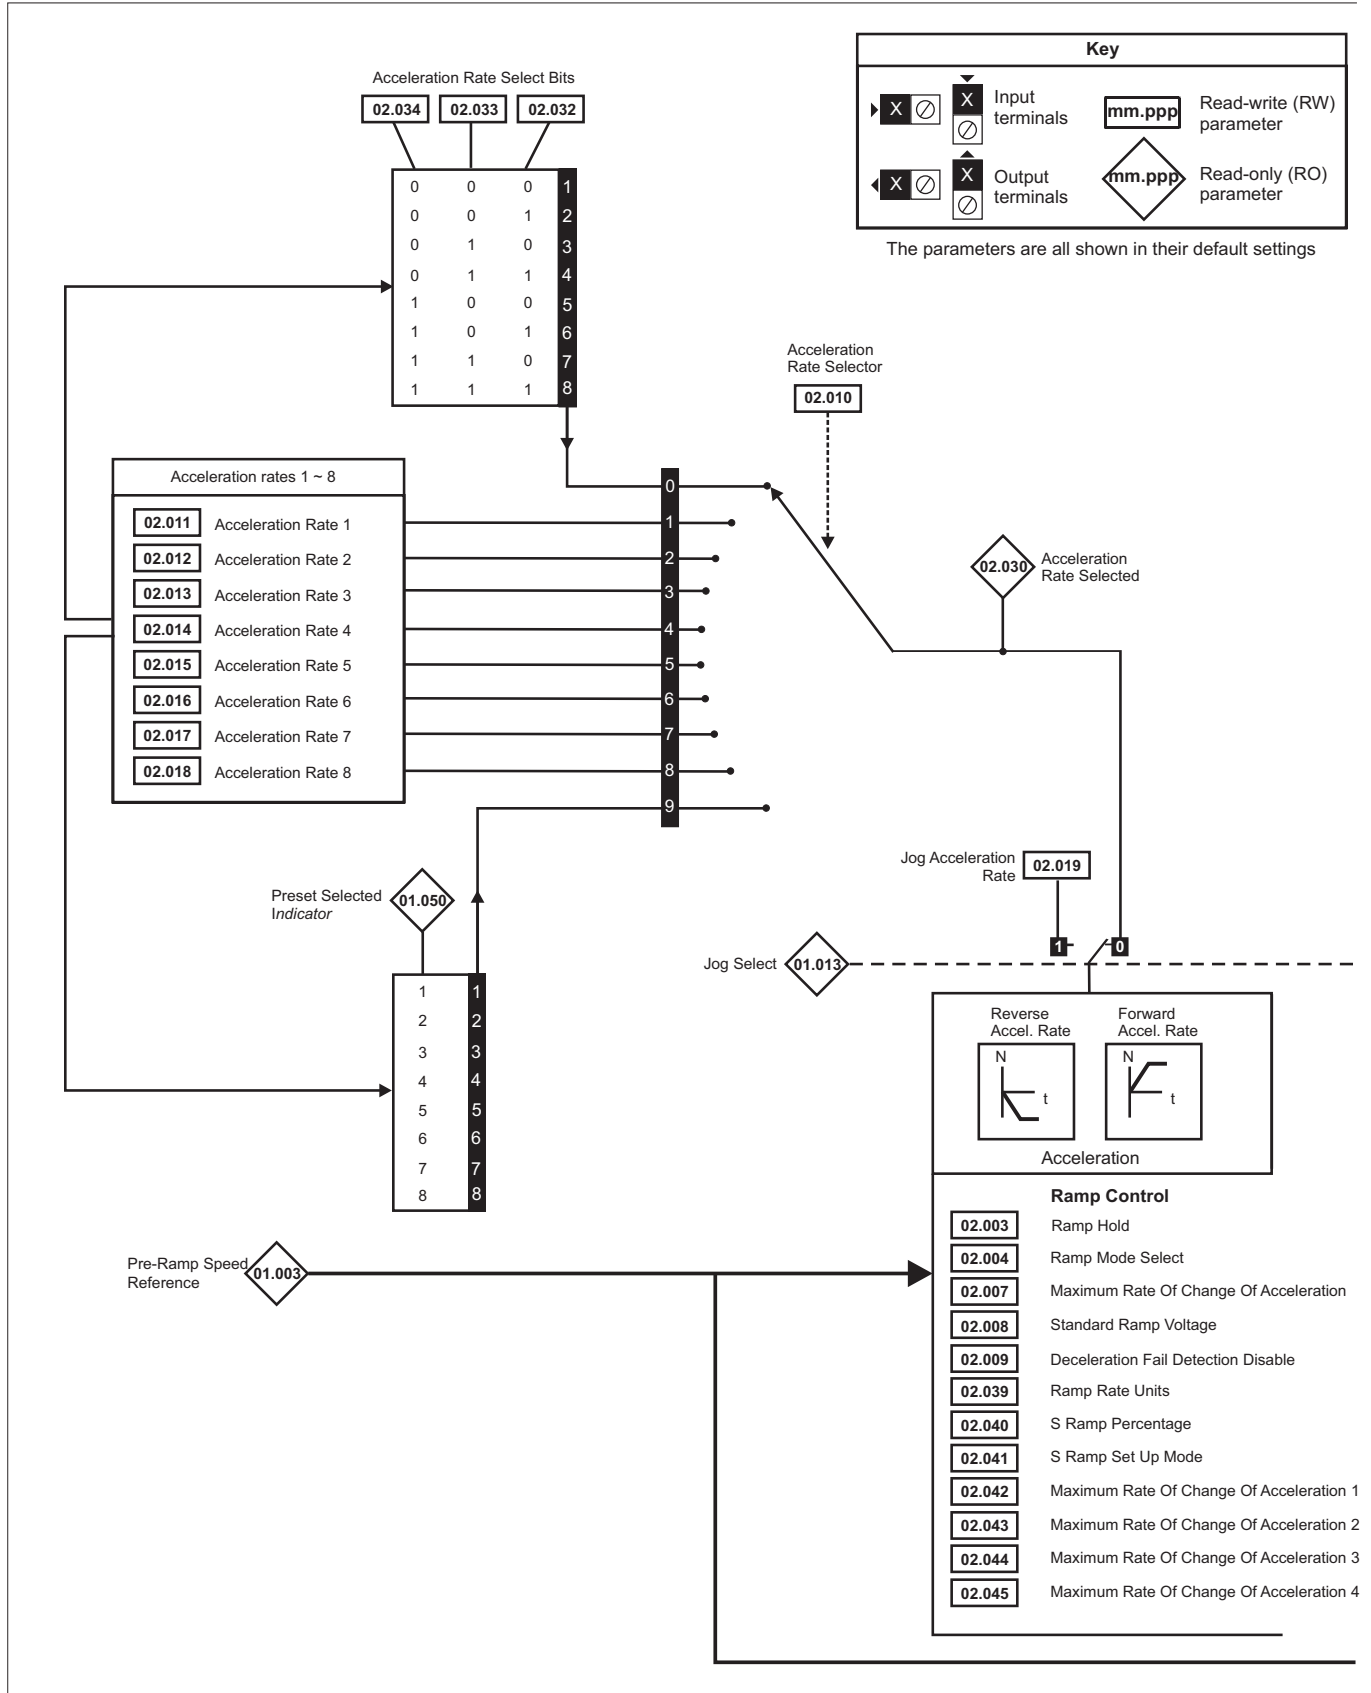 Key
X
X
Input
terminals
mm.ppp
Read-write (RW)
parameter
X
X
Output
terminals
mm.ppp
Read-only (RO)
parameter
The parameters are all shown in their default settings
Acceleration Rate Select Bits
02.034 02.033 02.032
0 0 0 1
0 0 1 2
0 1 0 3
0 1 1 4
1 0 0 5
1 0 1 6
1 1 0 7
1 1 1 8
Acceleration
Rate Selector
02.010
Acceleration rates 1 ~ 8
02.011 Acceleration Rate 1
02.012 Acceleration Rate 2
02.013 Acceleration Rate 3
02.014 Acceleration Rate 4
02.015 Acceleration Rate 5
02.016 Acceleration Rate 6
02.017 Acceleration Rate 7
02.018 Acceleration Rate 8
0
1
2
3
4
5
6
7
8
9
02.030
Acceleration
Rate Selected
Jog Acceleration
Rate
02.019
1 0
Preset Selected
Indicator
01.050
Jog Select 01.013
1 1
2 2
3 3
4 4
5 5
6 6
7 7
8 8
Reverse
Accel. Rate
N
t
Forward
Accel. Rate
N
t
Acceleration
Pre-Ramp Speed
Reference
01.003
Ramp Control
02.003 Ramp Hold
02.004 Ramp Mode Select
02.007 Maximum Rate Of Change Of Acceleration
02.008 Standard Ramp Voltage
02.009 Deceleration Fail Detection Disable
02.039 Ramp Rate Units
02.040 S Ramp Percentage
02.041 S Ramp Set Up Mode
02.042 Maximum Rate Of Change Of Acceleration 1
02.043 Maximum Rate Of Change Of Acceleration 2
02.044 Maximum Rate Of Change Of Acceleration 3
02.045 Maximum Rate Of Change Of Acceleration 4